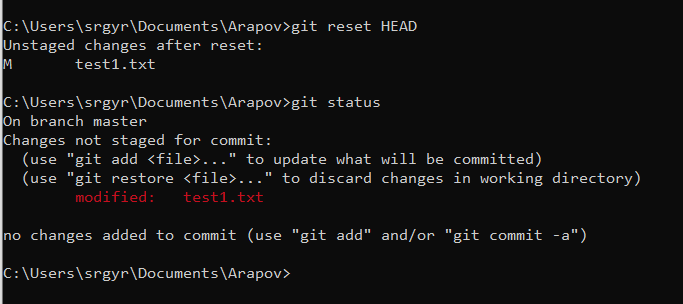 C:\Users\srgyr\Documents\Arapov>git reset HEAD
Unstaged changes after reset:
M       test1.txt
C:\Users\srgyr\Documents\Arapov>git status
On branch master
Changes not staged for commit:
  (use "git add <file>..." to update what will be committed)
  (use "git restore <file>..." to discard changes in working directory)
        modified:   test1.txt
no changes added to commit (use "git add" and/or "git commit -a")
C:\Users\srgyr\Documents\Arapov>